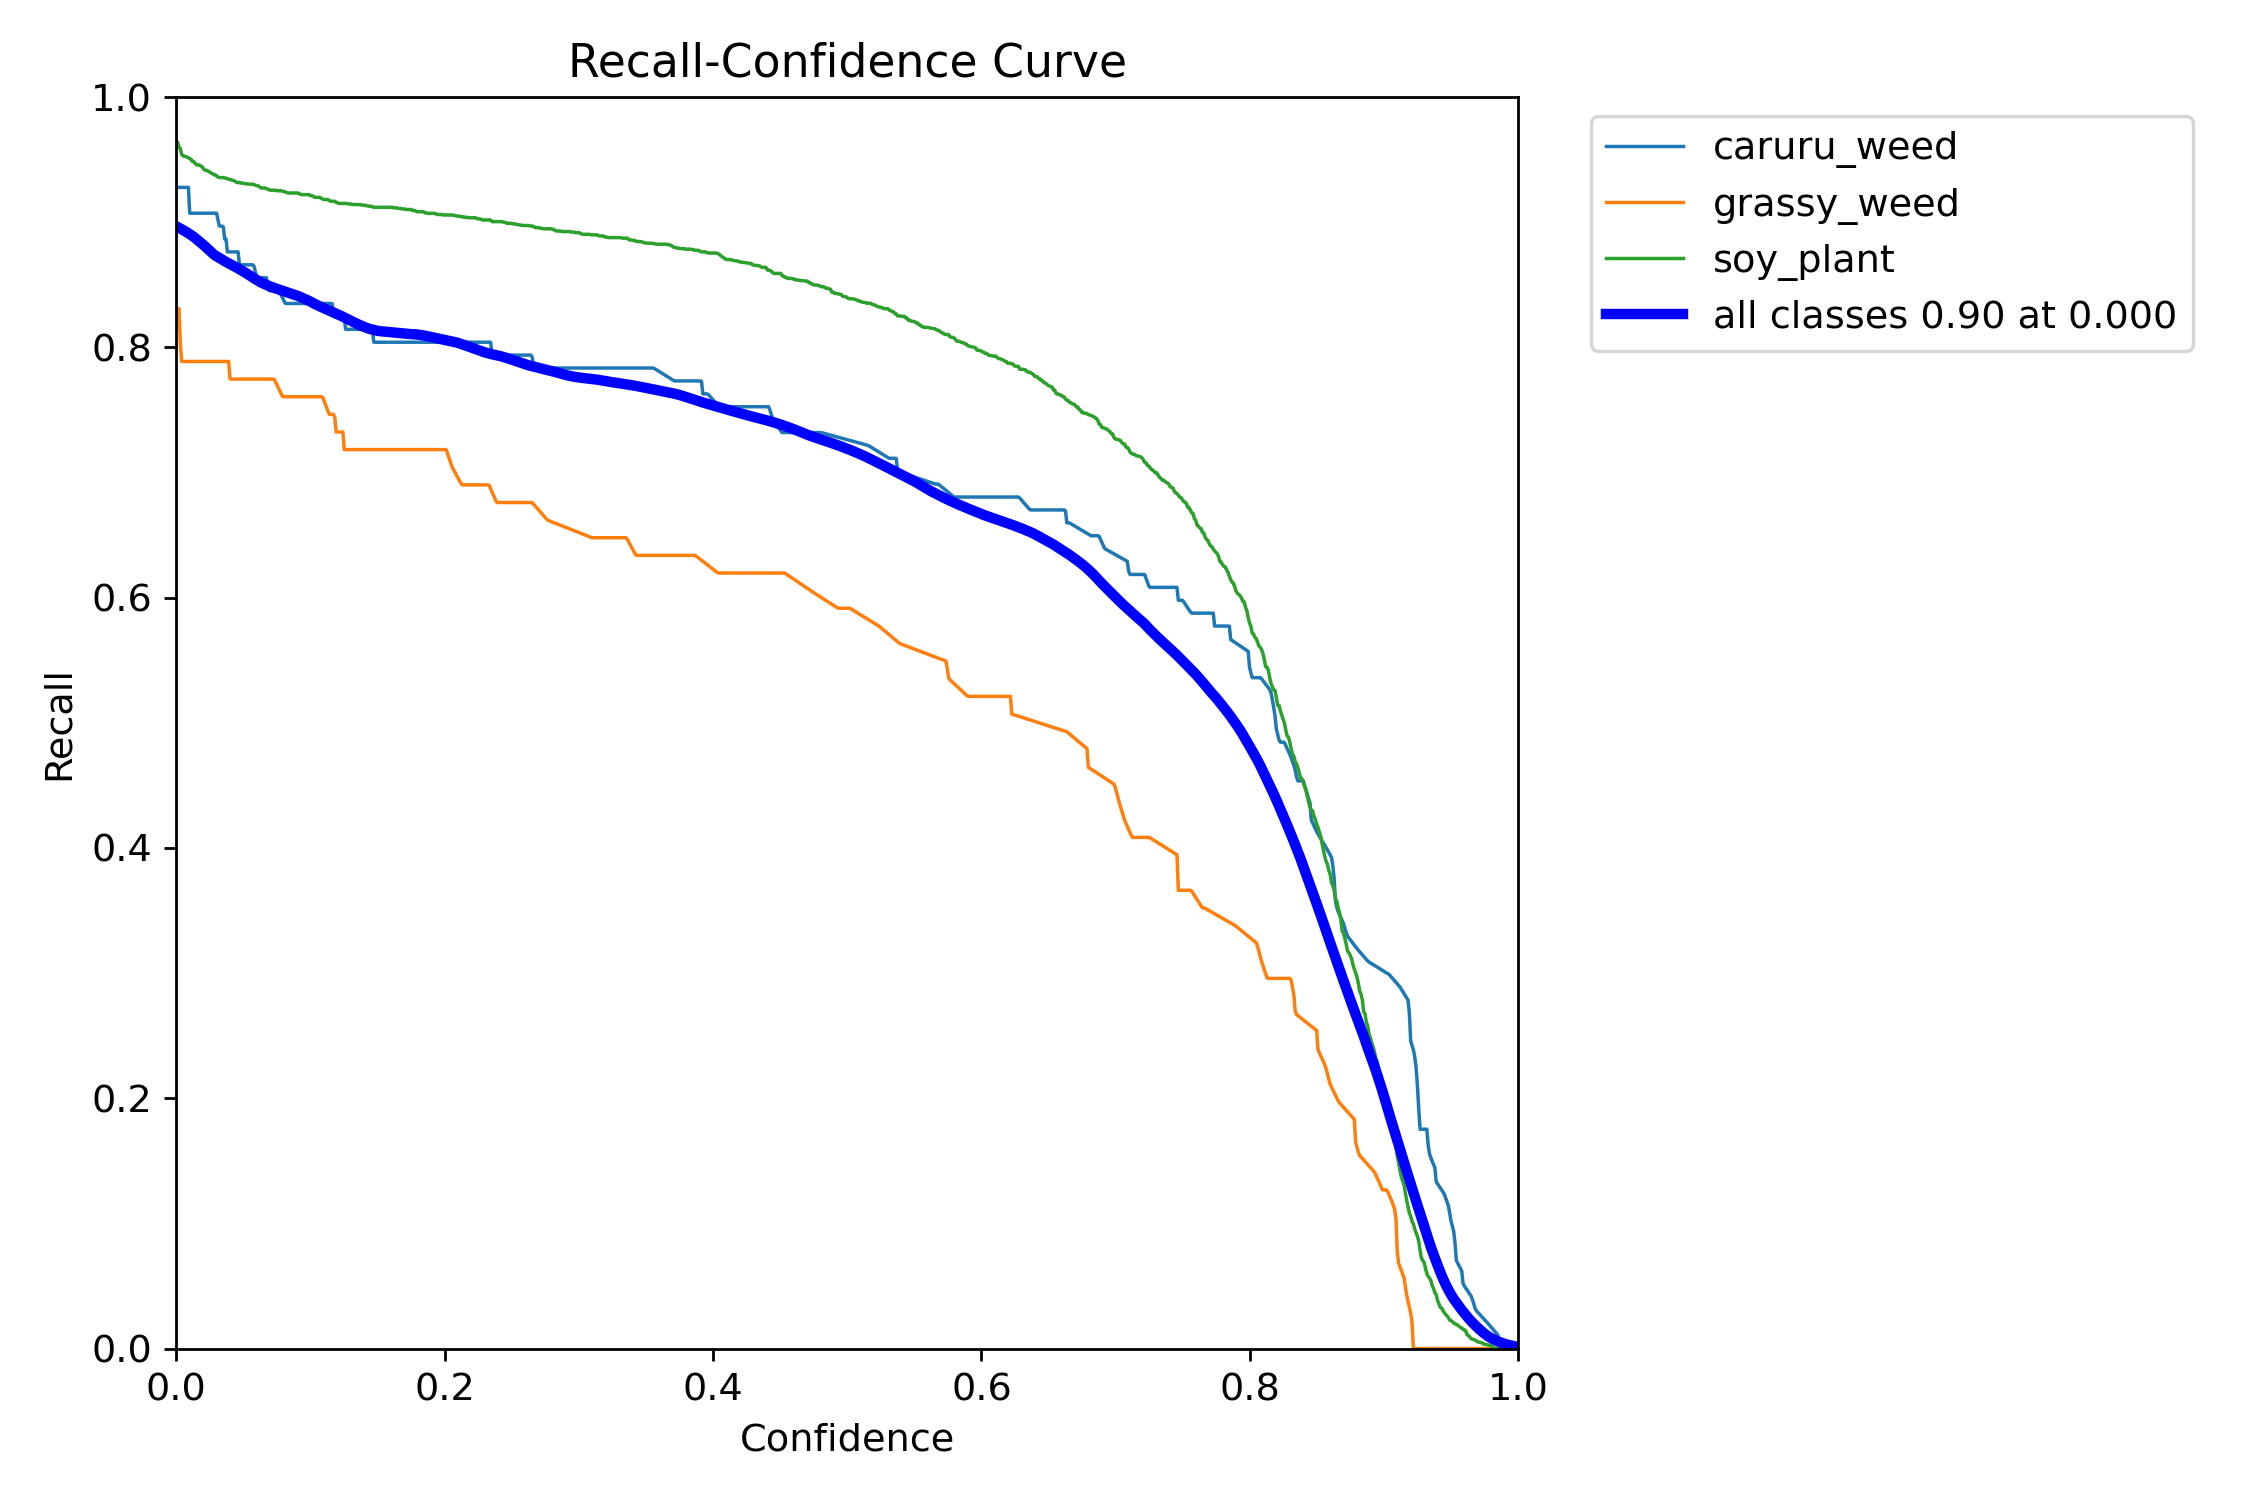 Recall-Confidence Curve
1.0
0.8
0.6
0.4
0.2
0.0
Recall
0.0 0.2 0.4 0.6 0.8 1.0
Confidence
caruru_weed
grassy_weed
soy_plant
all classes 0.90 at 0.000